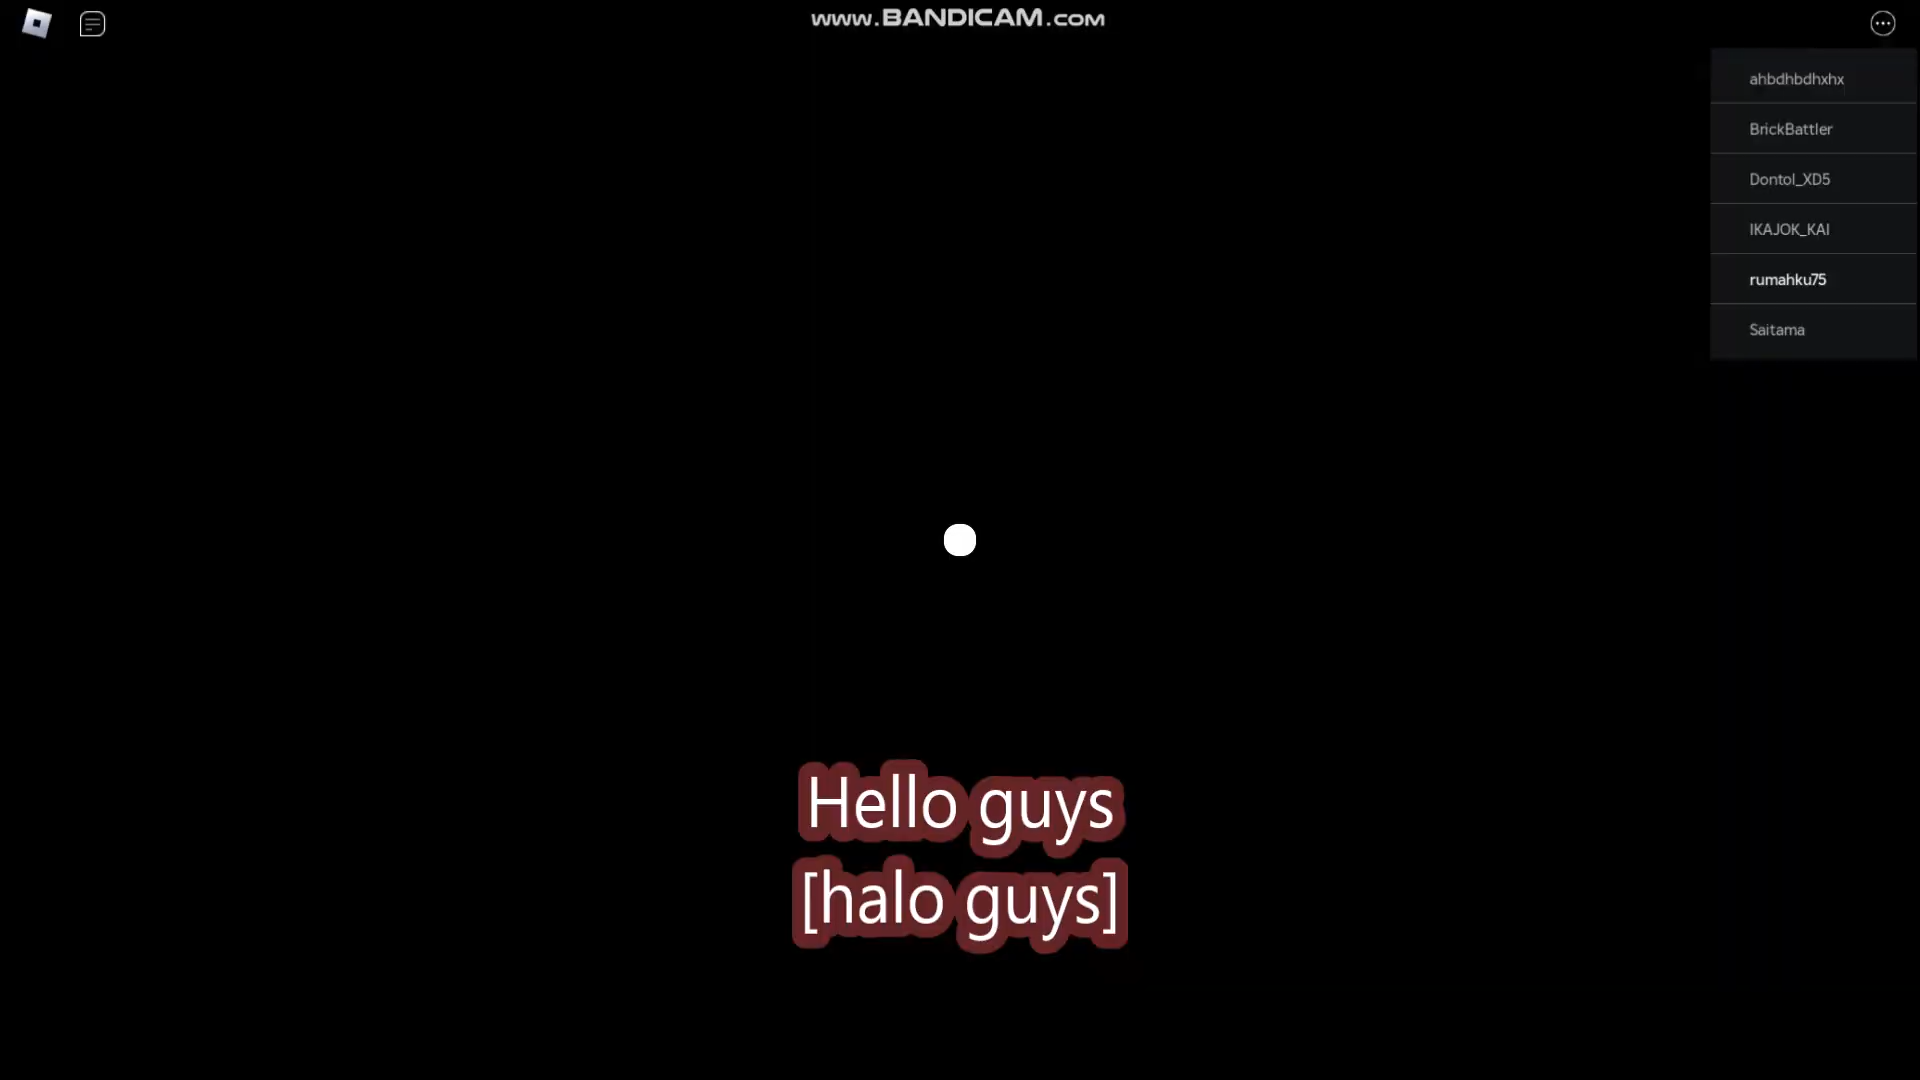 www.BANDICAM.com
ahbdhbdhxhx
BrickBattler
Dontol_XD5
IKAJOK_KAI
rumahku75
Saitama
Hello guys
[halo guys]